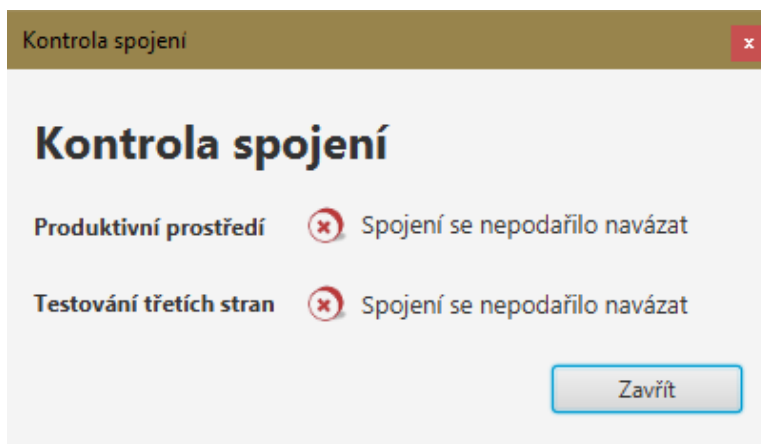 Kontrola spojení
x
Kontrola spojení
Produktivní prostředí Spojení se nepodařilo navázat
Testování třetích stran Spojení se nepodařilo navázat
Zavřít